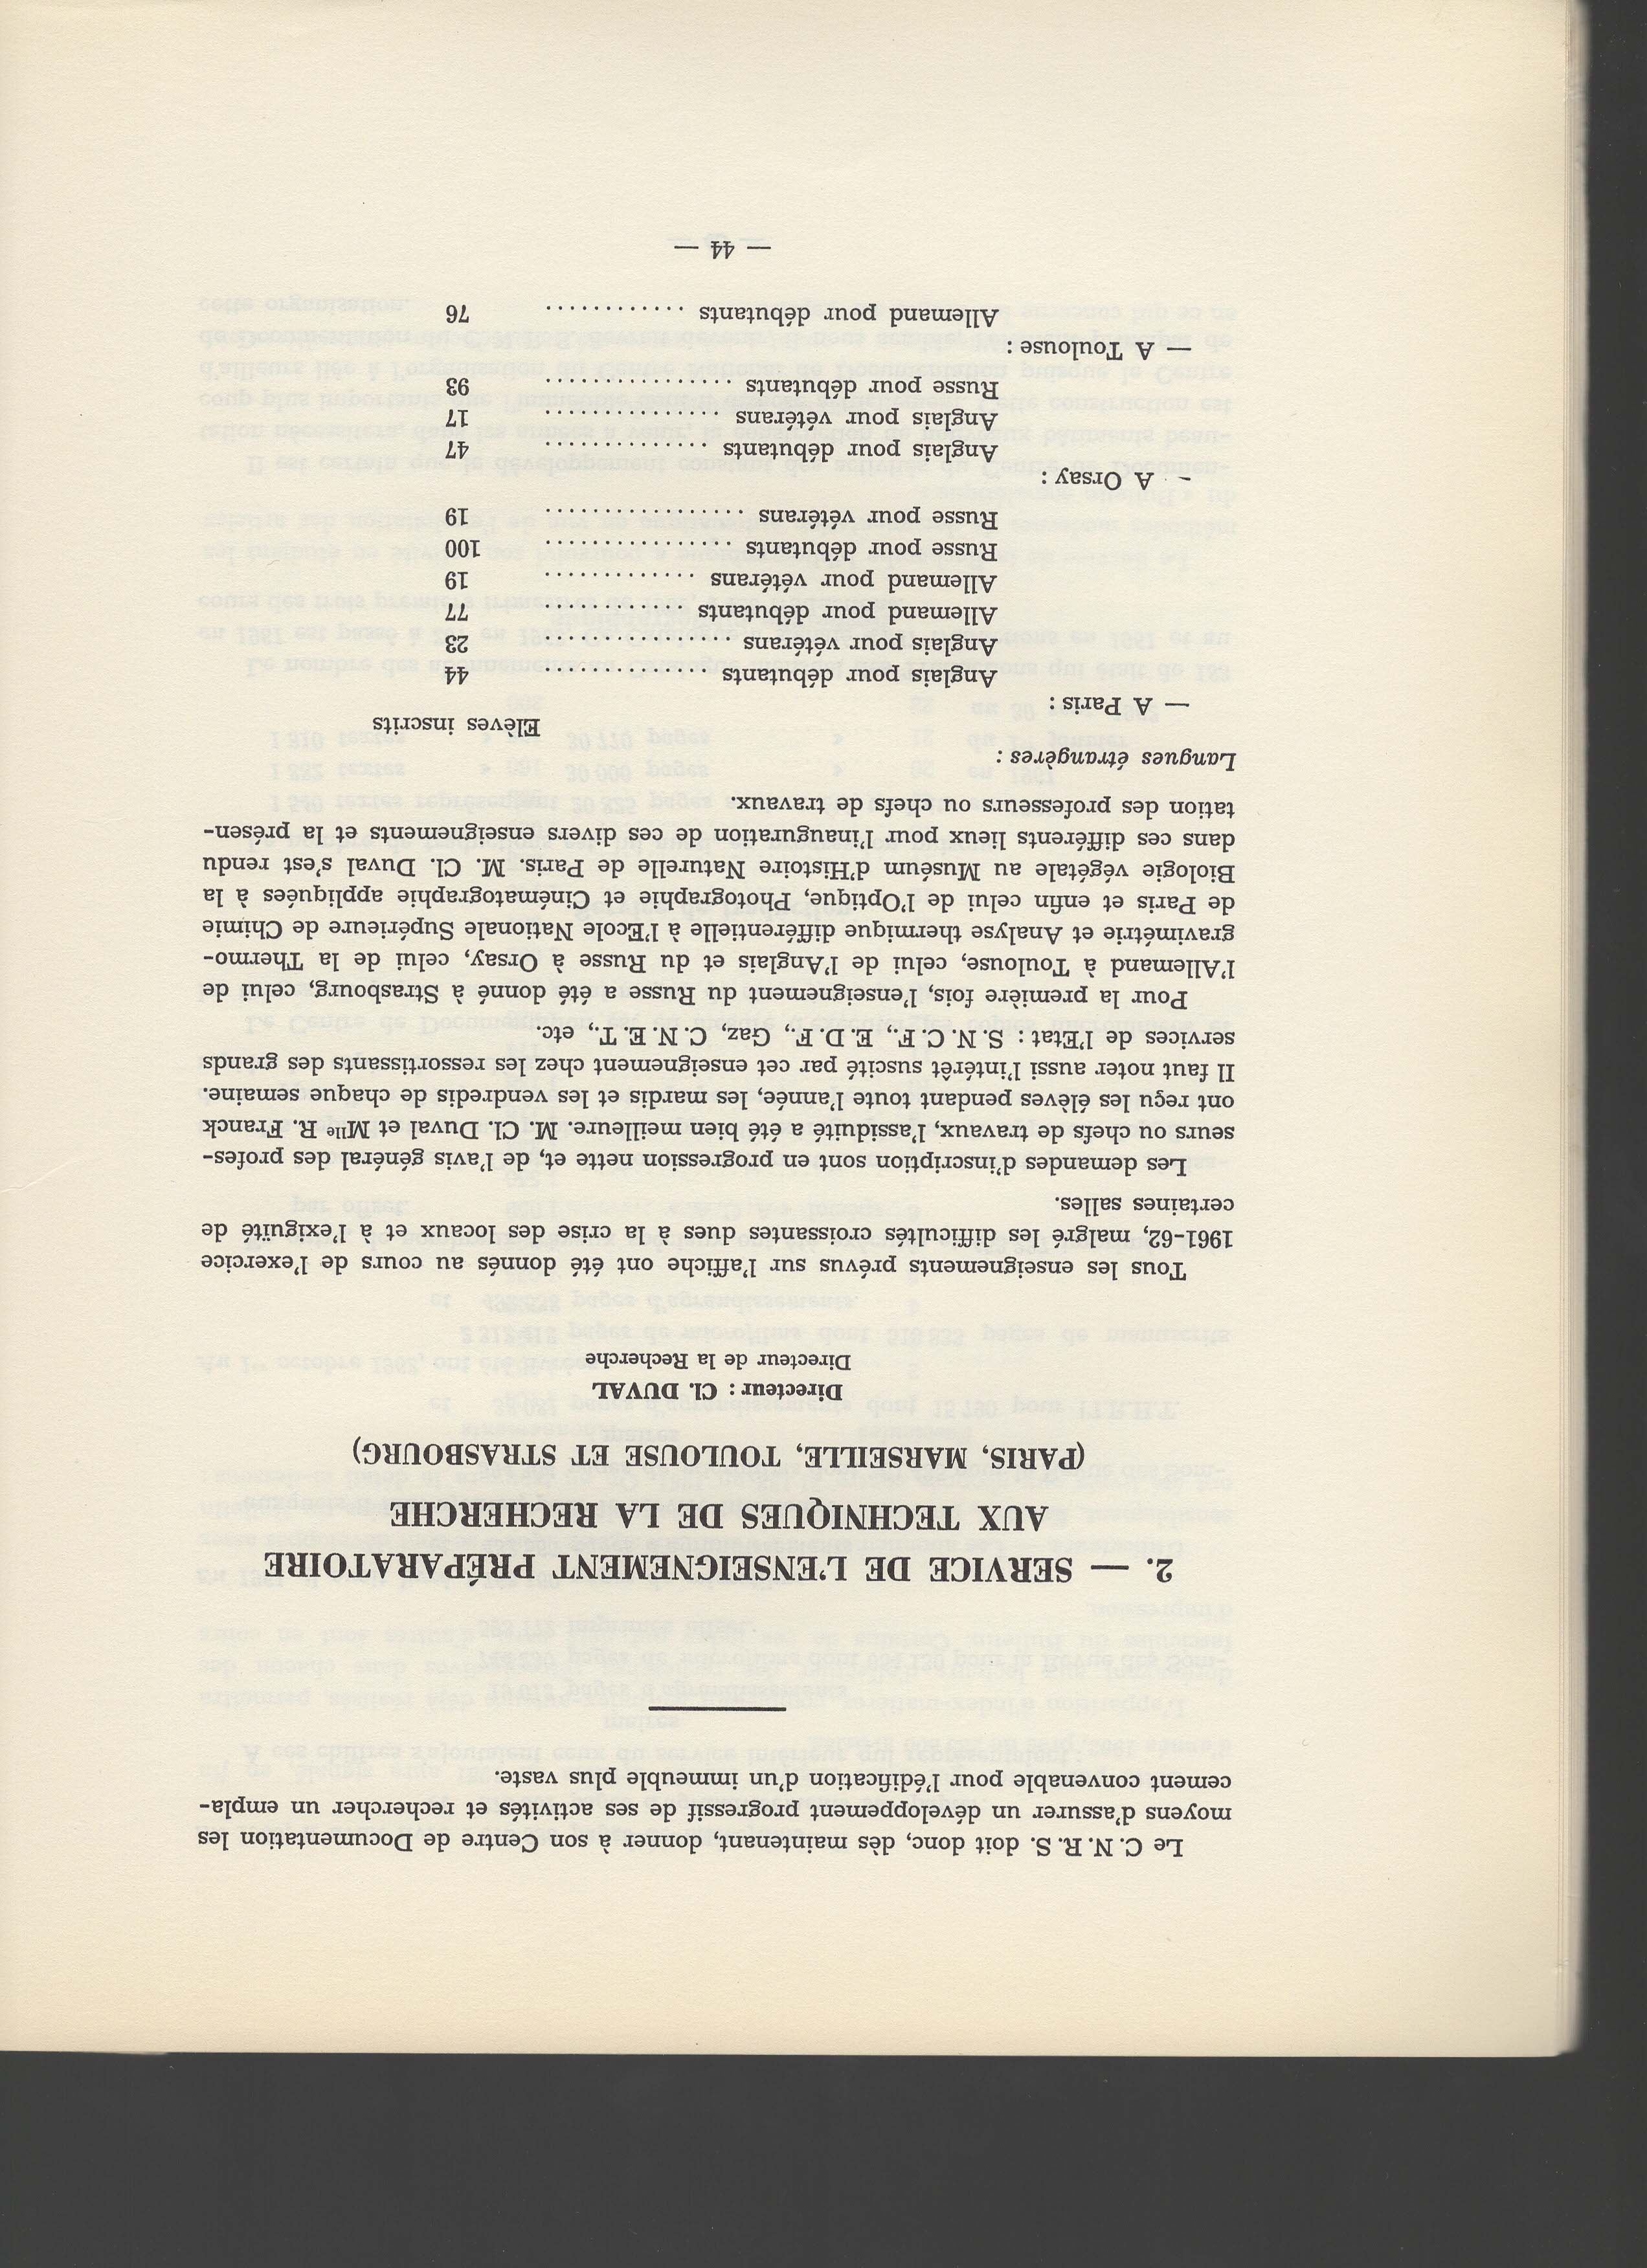 Le C. N. R. S. doit donc, dès maintenant, donner à son Centre de Documentation les
moyens d'assurer un développement progressif de ses activités et rechercher un empla-
cement convenable pour l'édification d'un immeuble plus vaste.
2. — SERVICE DE L'ENSEIGNEMENT PRÉPARATOIRE
AUX TECHNIQUES DE LA RECHERCHE
(PARIS, MARSEILLE, TOULOUSE ET STRASBOURG)
Directeur : Cl. DUVAL
Directeur de la Recherche
Tous les enseignements prévus sur l'affiche ont été donnés au cours de l'exercice
1961-62, malgré les difficultés croissantes dues à la crise des locaux et à l'exiguïté de
certaines salles.
Les demandes d'inscription sont en progression nette et, de l'avis général des profes-
seurs ou chefs de travaux, l'assiduité a été bien meilleure. M. Cl. Duval et Mlle R. Franck
ont reçu les élèves pendant toute l'année, les mardis et les vendredis de chaque semaine.
Il faut noter aussi l'intérêt suscité par cet enseignement chez les ressortissants des grands
services de l'Etat : S. N. C. F., E. D. F., Gaz, C. N. E. T., etc.
Pour la première fois, l'enseignement du Russe a été donné à Strasbourg, celui de
l'Allemand à Toulouse, celui de l'Anglais et du Russe à Orsay, celui de la Thermo-
gravimétrie et Analyse thermique différentielle à l'Ecole Nationale Supérieure de Chimie
de Paris et enfin celui de l'Optique, Photographie et Cinématographie appliquées à la
Biologie végétale au Muséum d'Histoire Naturelle de Paris. M. Cl. Duval s'est rendu
dans ces différents lieux pour l'inauguration de ces divers enseignements et la présen-
tation des professeurs ou chefs de travaux.
Langues étrangères :
Elèves inscrits
— A Paris :
Anglais pour débutants .............. 44
Anglais pour vétérans ................ 23
Allemand pour débutants ............ 77
Allemand pour vétérans ............. 19
Russe pour débutants ................ 100
Russe pour vétérans ................. 19
- A Orsay :
Anglais pour débutants .............. 47
Anglais pour vétérans ............... 17
Russe pour débutants ................ 93
— A Toulouse :
Allemand pour débutants ............ 76
— 44 —